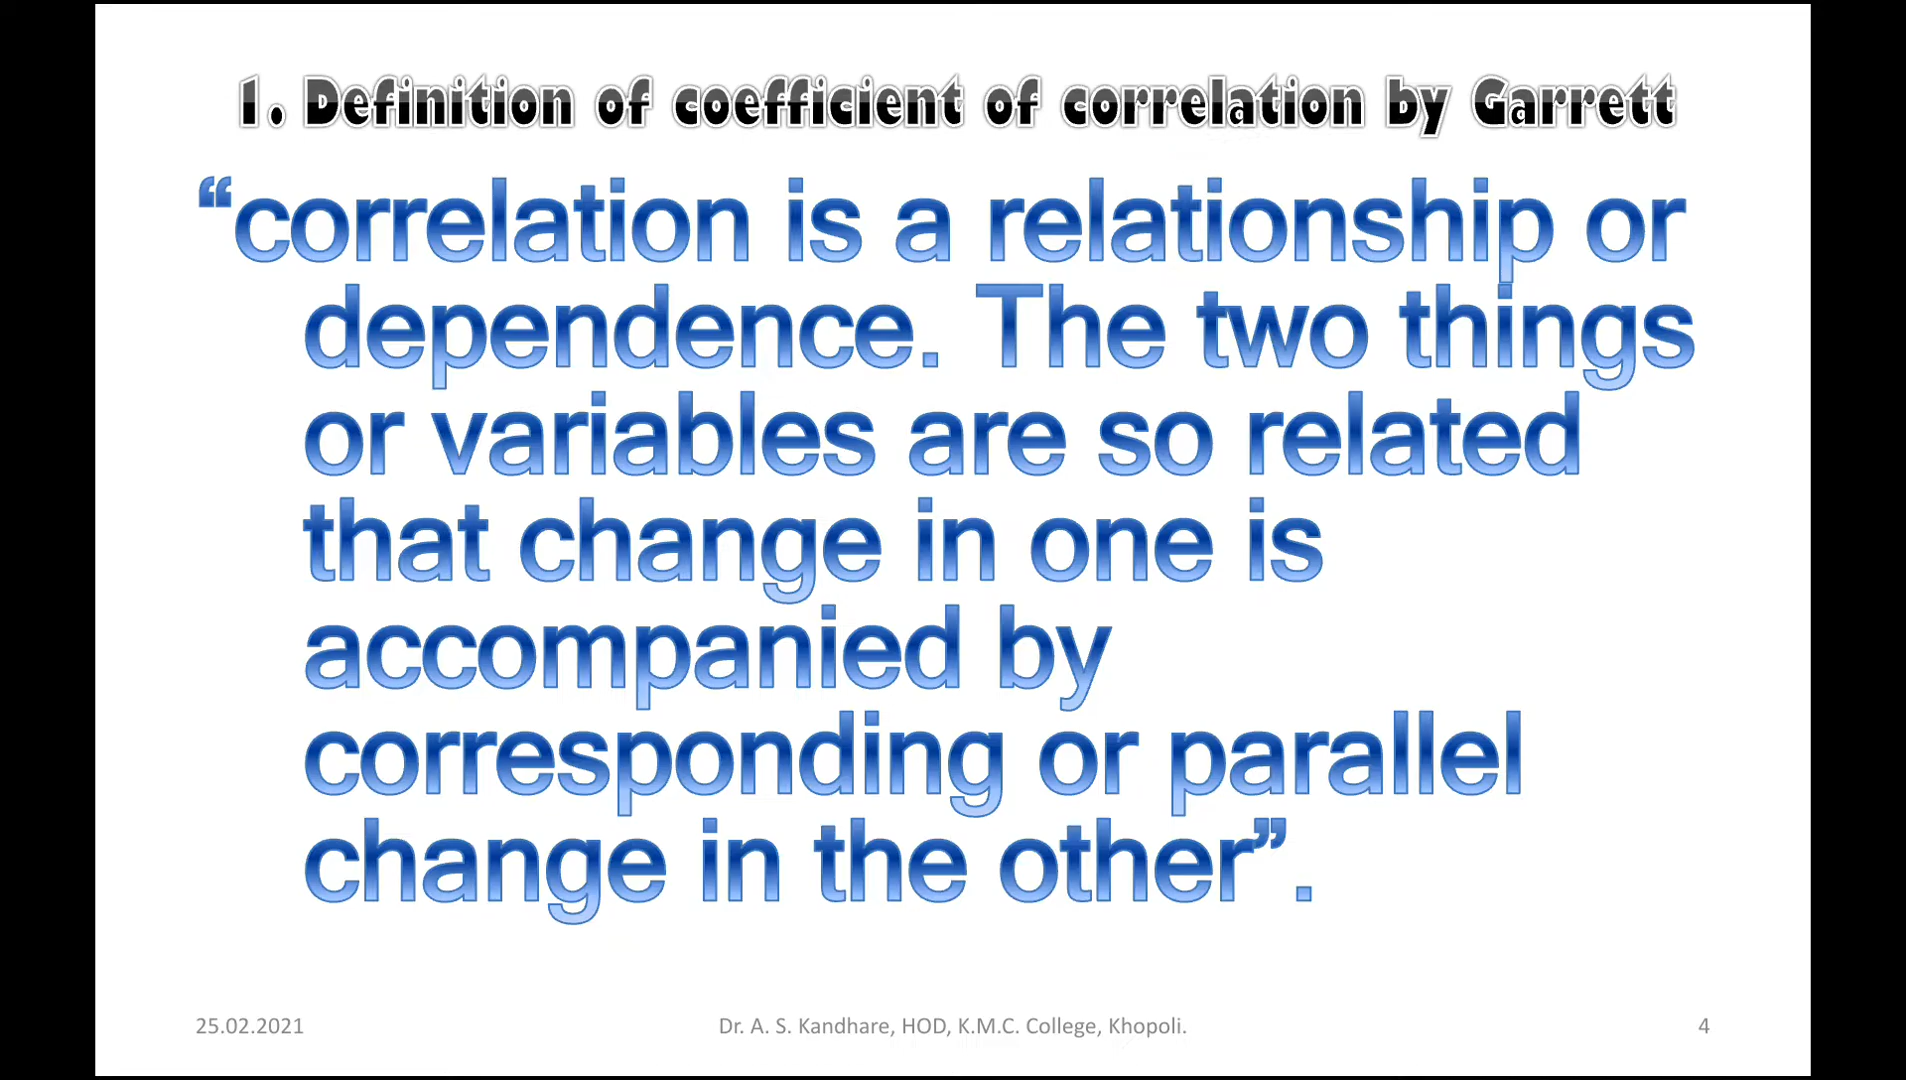 1. Definition of coefficient of correlation by Garrett
“correlation is a relationship or
dependence. The two things
or variables are so related
that change in one is
accompanied by
corresponding or parallel
change in the other” .
25.02.2021
Dr. A. S. Kandhare, HOD, K.M.C. College, Khopoli.
4